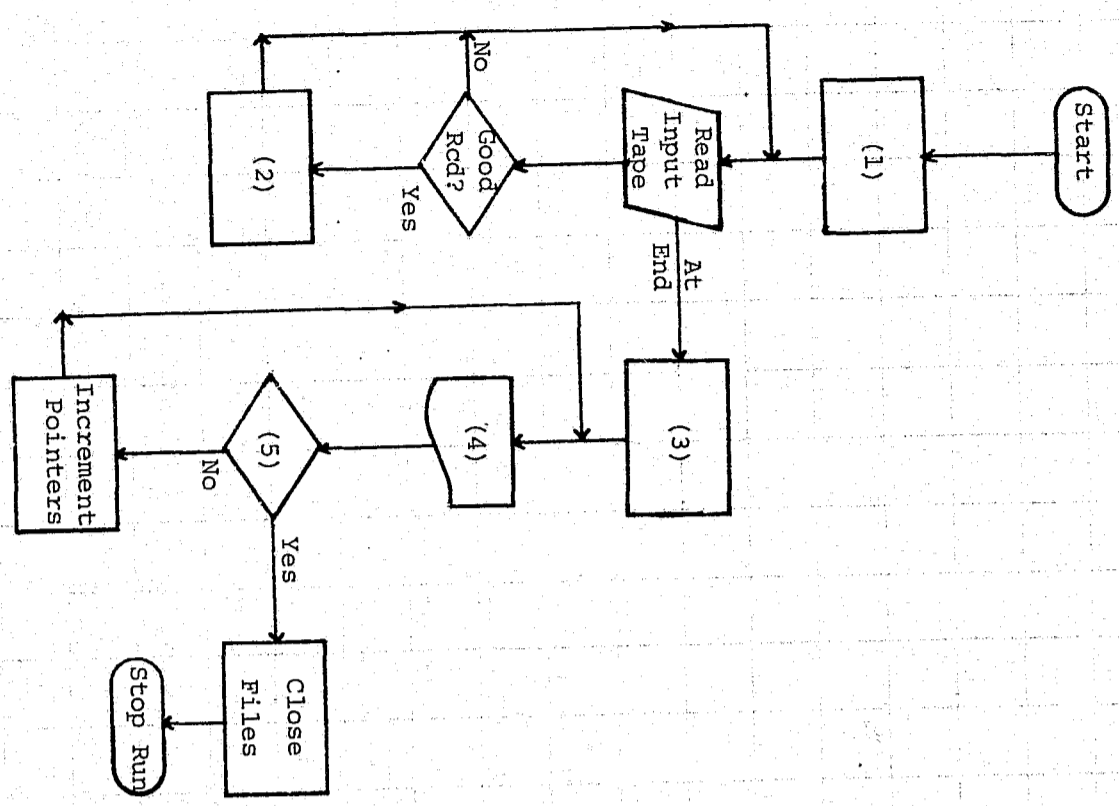 Start
(1)
Read
Input
Tape
At
End
Good
Rcd?
No
Yes
(2)
(3)
(4)
(5)
No
Yes
Increment
Pointers
Close
Files
Stop Run